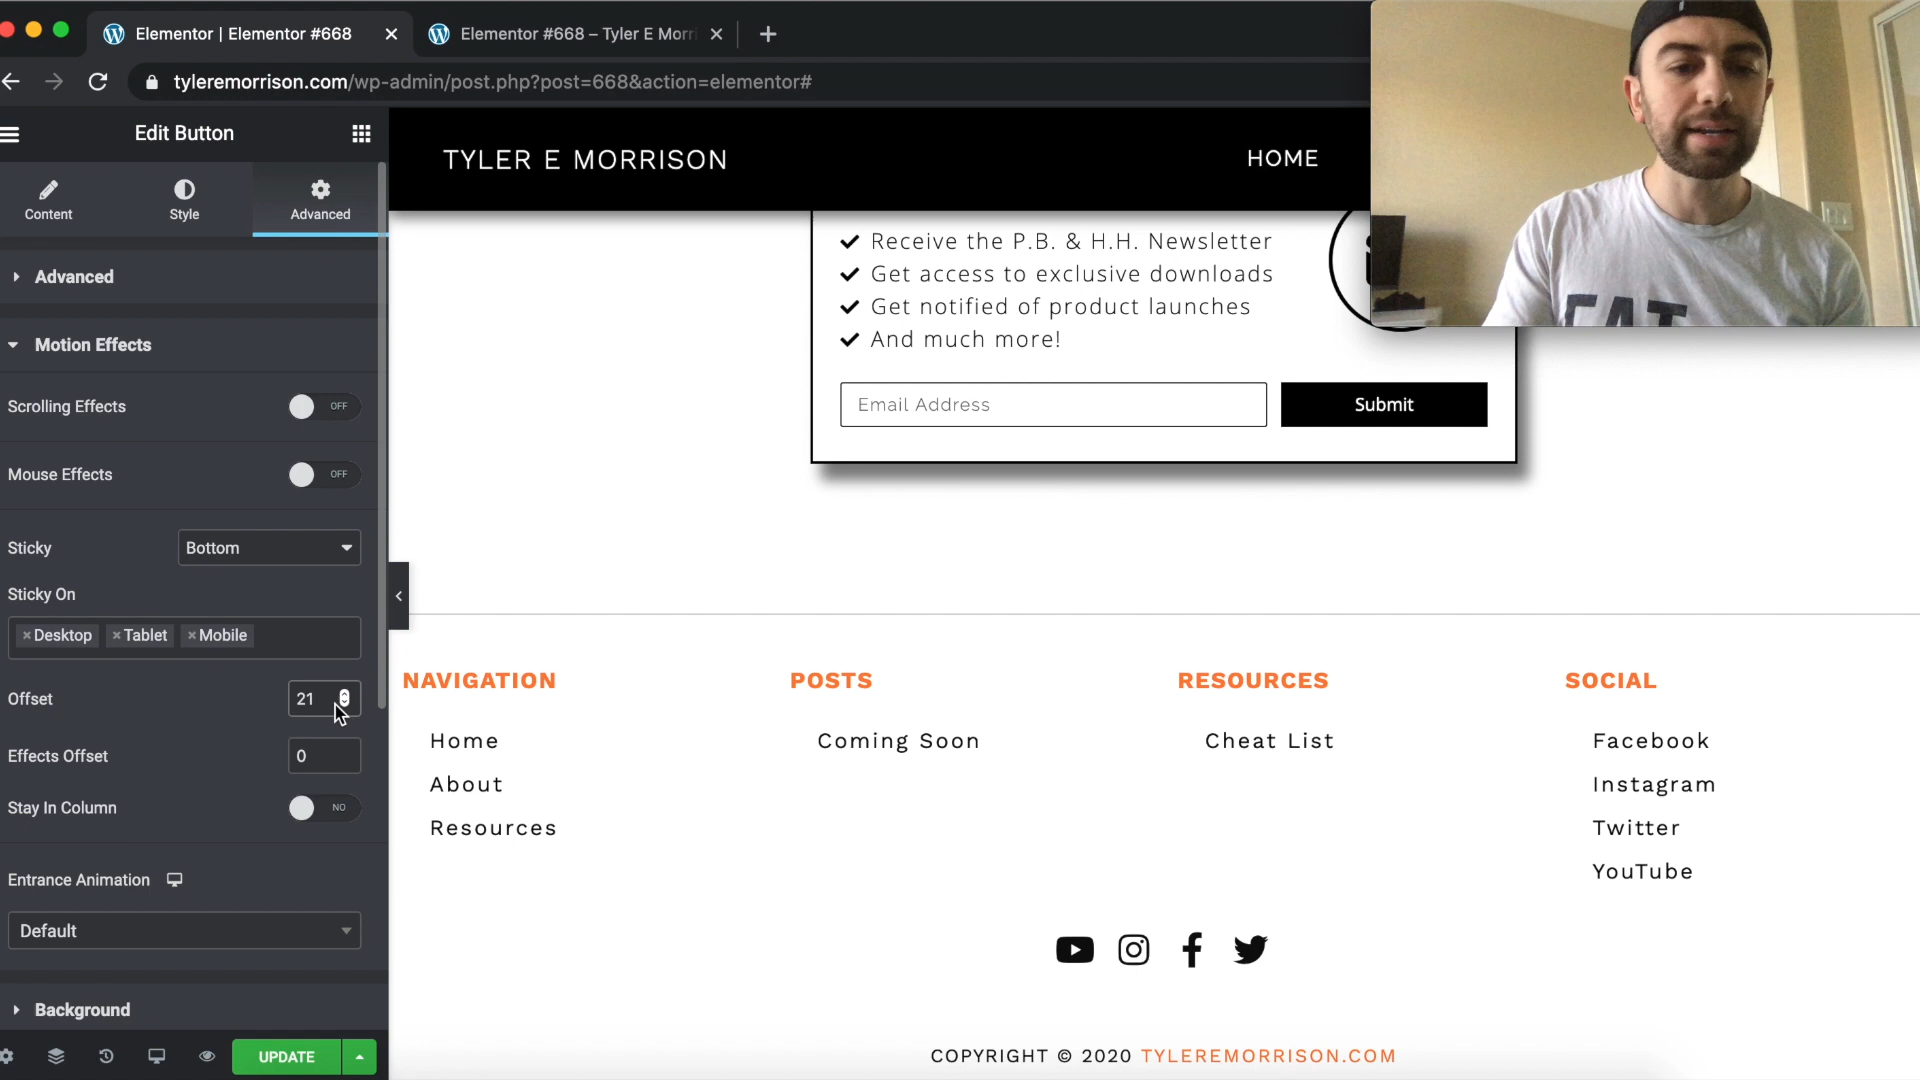 Elementor | Elementor #668
Elementor #668 – Tyler E Morri
tyleremorrison.com/wp-admin/post.php?post=668&action=elementor#
Edit Button
Content
Style
Advanced
Advanced
Motion Effects
Scrolling Effects
OFF
Mouse Effects
OFF
Sticky
Bottom
Sticky On
×Desktop
×Tablet
×Mobile
Offset
21
Effects Offset
0
Stay In Column
NO
Entrance Animation
Default
Background
UPDATE
TYLER E MORRISON
HOME
Receive the P.B. & H.H. Newsletter
Get access to exclusive downloads
Get notified of product launches
And much more!
Email Address
Submit
NAVIGATION
Home
About
Resources
POSTS
Coming Soon
RESOURCES
Cheat List
SOCIAL
Facebook
Instagram
Twitter
YouTube
COPYRIGHT © 2020 TYLEREMORRISON.COM